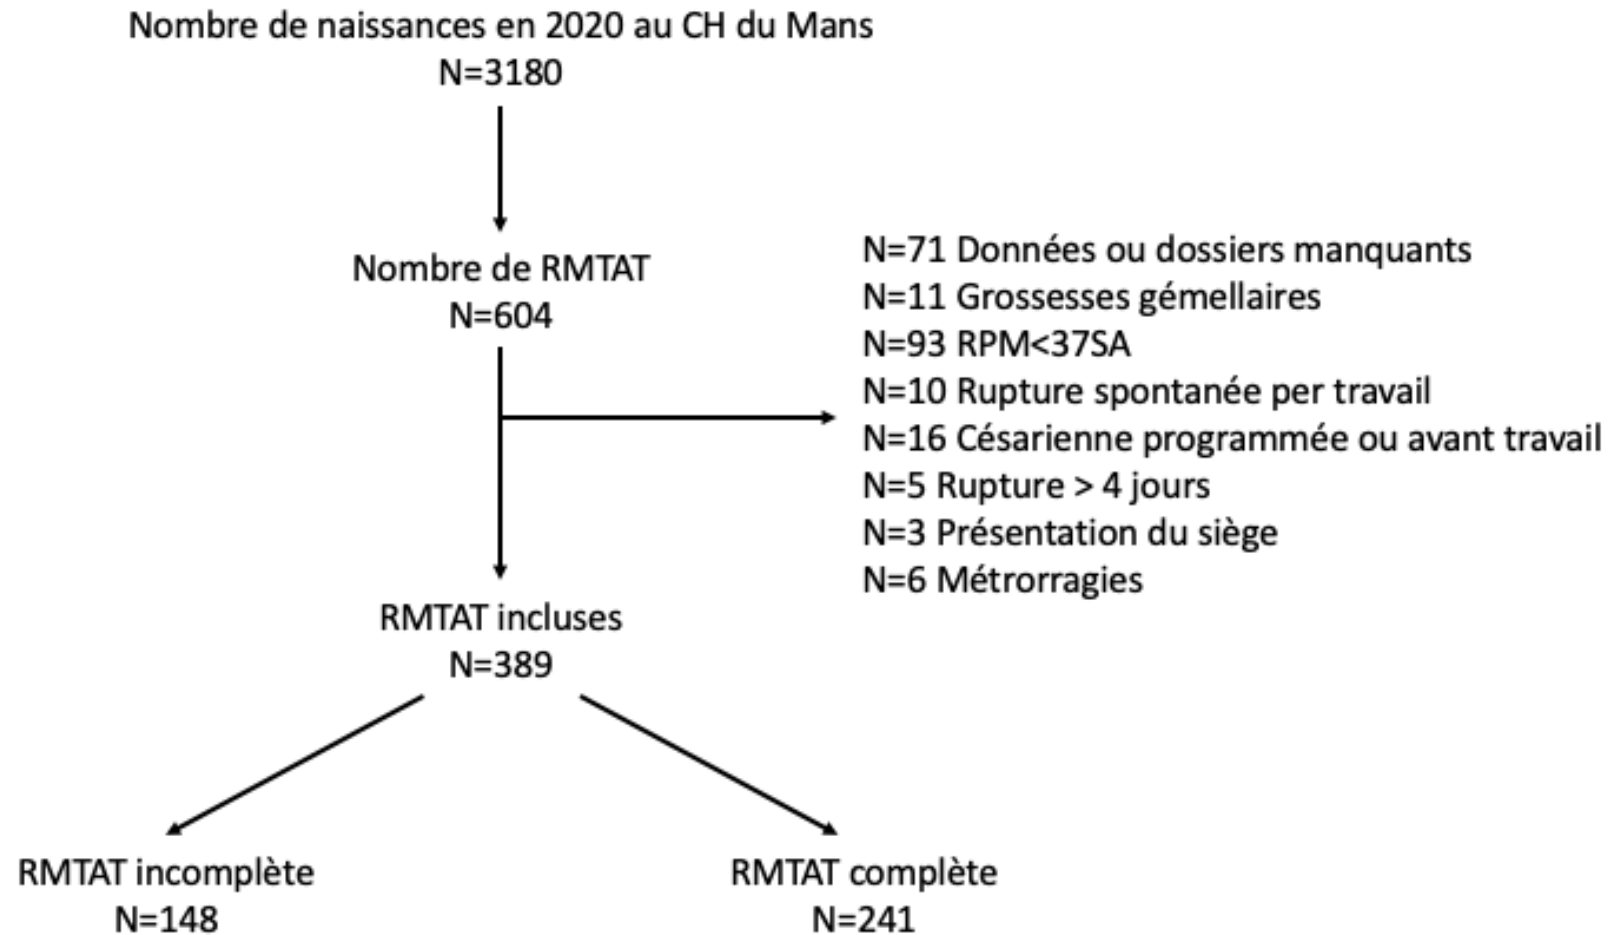 Nombre de naissances en 2020 au CH du Mans
N=3180
Nombre de RMTAT
N=604
N=71 Données ou dossiers manquants
N=11 Grossesses gémellaires
N=93 RPM<37SA
N=10 Rupture spontanée per travail
N=16 Césarienne programmée ou avant travail
N=5 Rupture > 4 jours
N=3 Présentation du siège
N=6 Métrorragies
RMTAT incluses
N=389
RMTAT incomplète
N=148
RMTAT complète
N=241